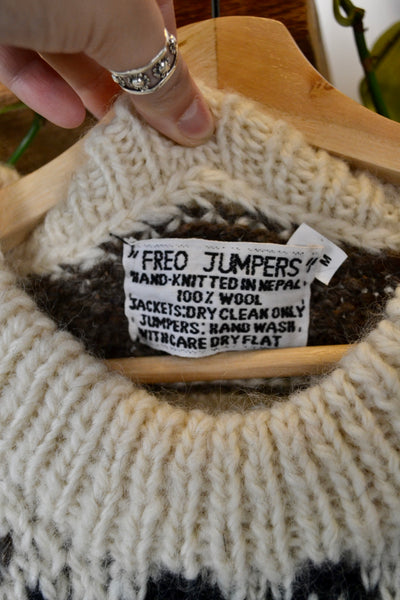 "FREO JUMPERS"
HAND-KNITTED IN NEPAL
100% WOOL
JACKETS:DRY CLEAN ONLY
JUMPERS: HAND WASH
WITH CARE DRY FLAT
M